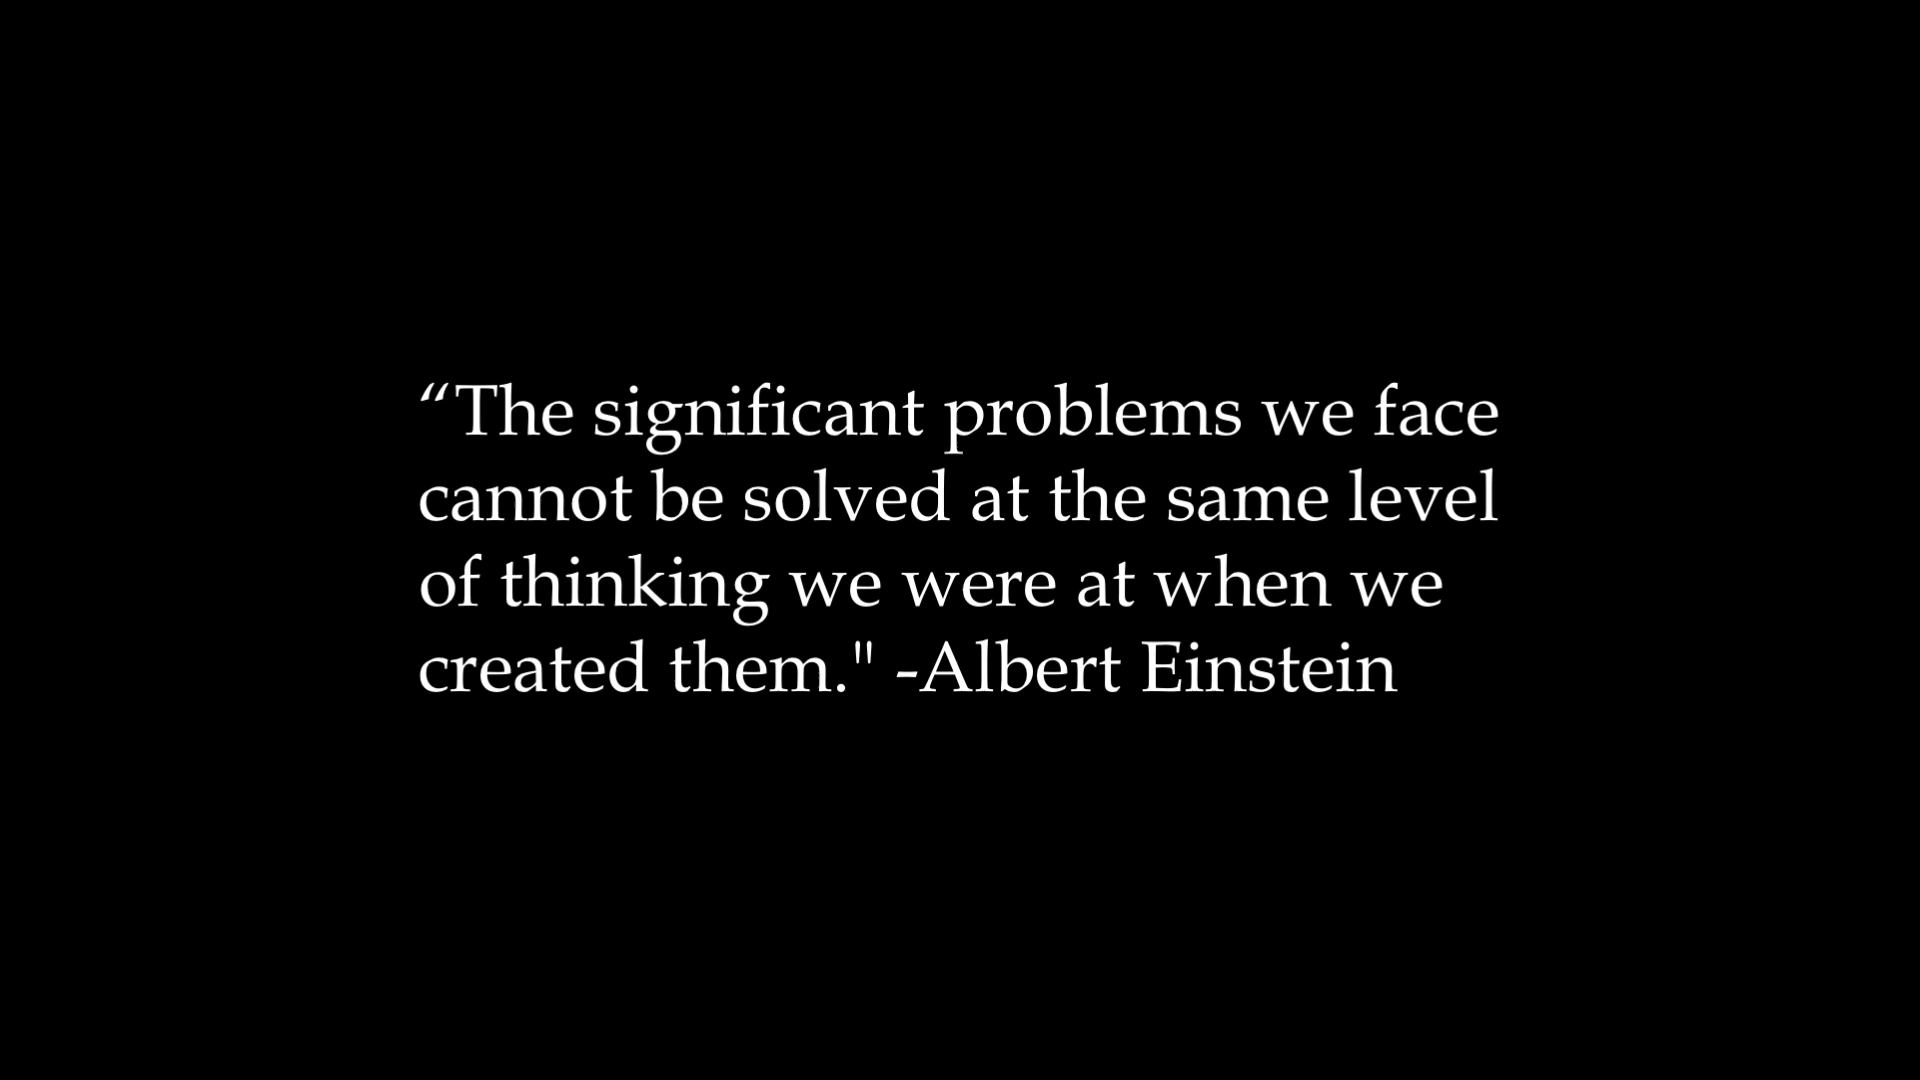 “The significant problems we face
cannot be solved at the same level
of thinking we were at when we
created them." -Albert Einstein